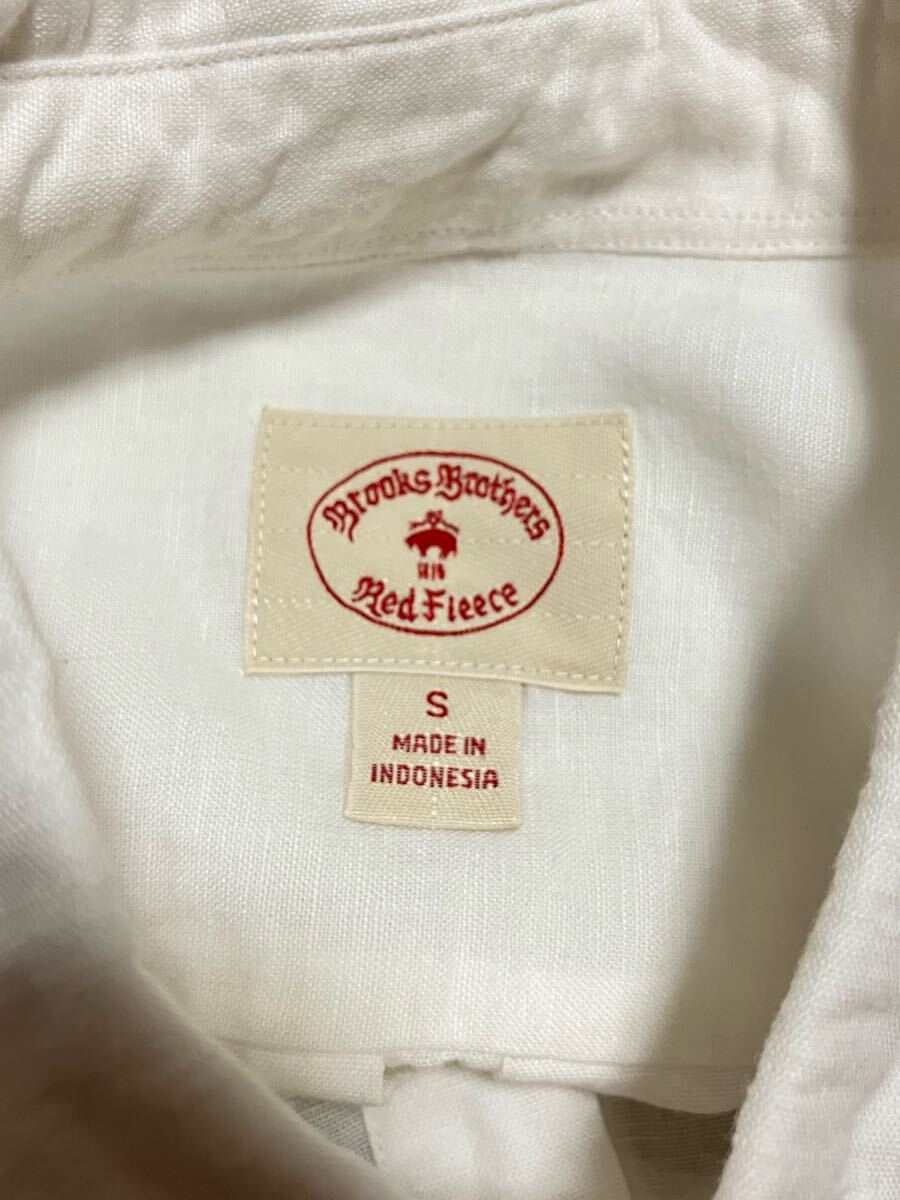 Brooks Brothers
1818
Red Fleece
S
MADE IN
INDONESIA